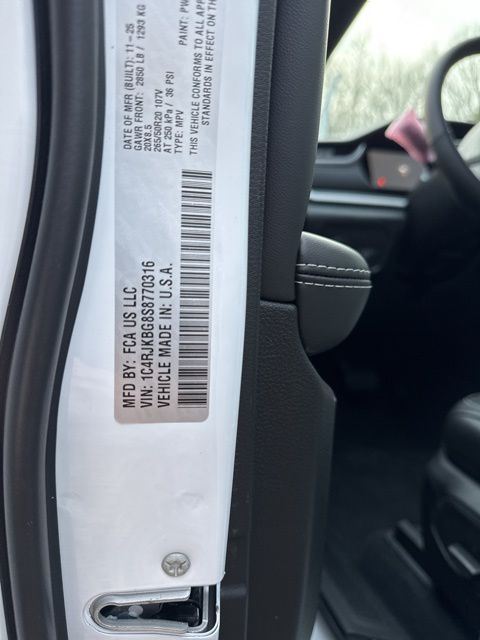 MFD BY: FCA US LLC
VIN: 1C4RJKBG8S8770316
VEHICLE MADE IN: U.S.A.
DATE OF MFR (BUILT): 11-25
GAWR FRONT: 2850 LB / 1293 KG
20X8.5
265/50R20 107V
AT 250 kPa / 36 PSI
TYPE: MPV
PAINT: PW
THIS VEHICLE CONFORMS TO ALL APP
STANDARDS IN EFFECT ON TH